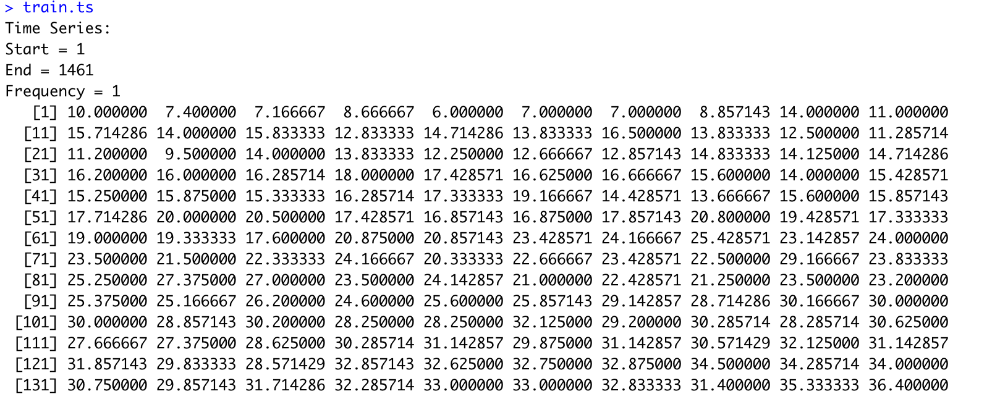 > train.ts
Time Series:
Start = 1
End = 1461
Frequency = 1
[1] 10.000000 7.400000 7.166667 8.666667 6.000000 7.000000 7.000000 8.857143 14.000000 11.000000
[11] 15.714286 14.000000 15.833333 12.833333 14.714286 13.833333 16.500000 13.833333 12.500000 11.285714
[21] 11.200000 9.500000 14.000000 13.833333 12.250000 12.666667 12.857143 14.833333 14.125000 14.714286
[31] 16.200000 16.000000 16.285714 18.000000 17.428571 16.625000 16.666667 15.600000 14.000000 15.428571
[41] 15.250000 15.875000 15.333333 16.285714 17.333333 19.166667 14.428571 13.666667 15.600000 15.857143
[51] 17.714286 20.000000 20.500000 17.428571 16.857143 16.875000 17.857143 20.800000 19.428571 17.333333
[61] 19.000000 19.333333 17.600000 20.875000 20.857143 23.428571 24.166667 25.428571 23.142857 24.000000
[71] 23.500000 21.500000 22.333333 24.166667 20.333333 22.666667 23.428571 22.500000 29.166667 23.833333
[81] 25.250000 27.375000 27.000000 23.500000 24.142857 21.000000 22.428571 21.250000 23.500000 23.200000
[91] 25.375000 25.166667 26.200000 24.600000 25.600000 25.857143 29.142857 28.714286 30.166667 30.000000
[101] 30.000000 28.857143 30.200000 28.250000 28.250000 32.125000 29.200000 30.285714 28.285714 30.625000
[111] 27.666667 27.375000 28.625000 30.285714 31.142857 29.875000 31.142857 30.571429 32.125000 31.142857
[121] 31.857143 29.833333 28.571429 32.857143 32.625000 32.750000 32.875000 34.500000 34.285714 34.000000
[131] 30.750000 29.857143 31.714286 32.285714 33.000000 33.000000 32.833333 31.400000 35.333333 36.400000